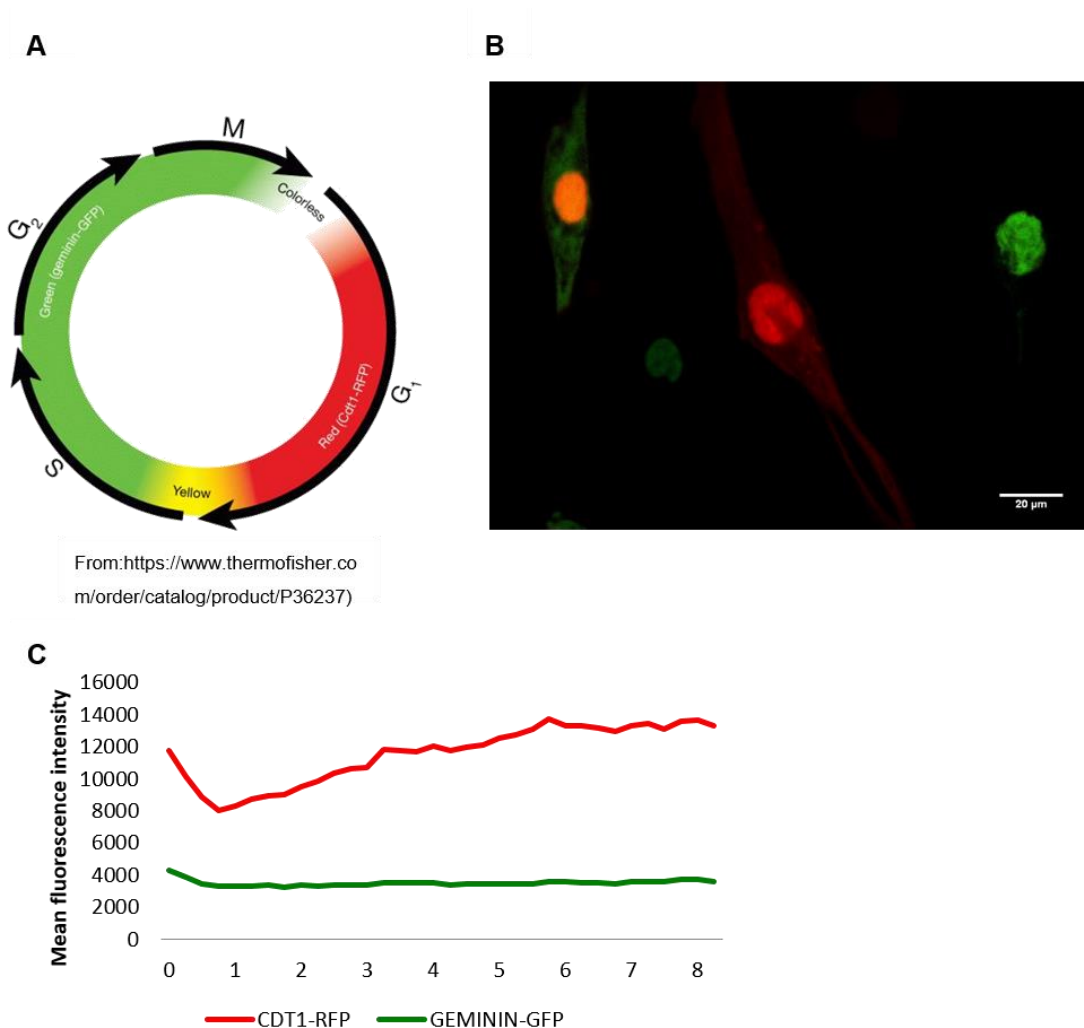 A
B
M
Colorless
G2
Green (geminin-GFP)
G1
Red (Cdt1-RFP)
S
Yellow
20 µm
From:https://www.thermofisher.co
m/order/catalog/product/P36237)
C
Mean fluorescence intensity
16000
14000
12000
10000
8000
6000
4000
2000
0
0 1 2 3 4 5 6 7 8
CDT1-RFP GEMININ-GFP